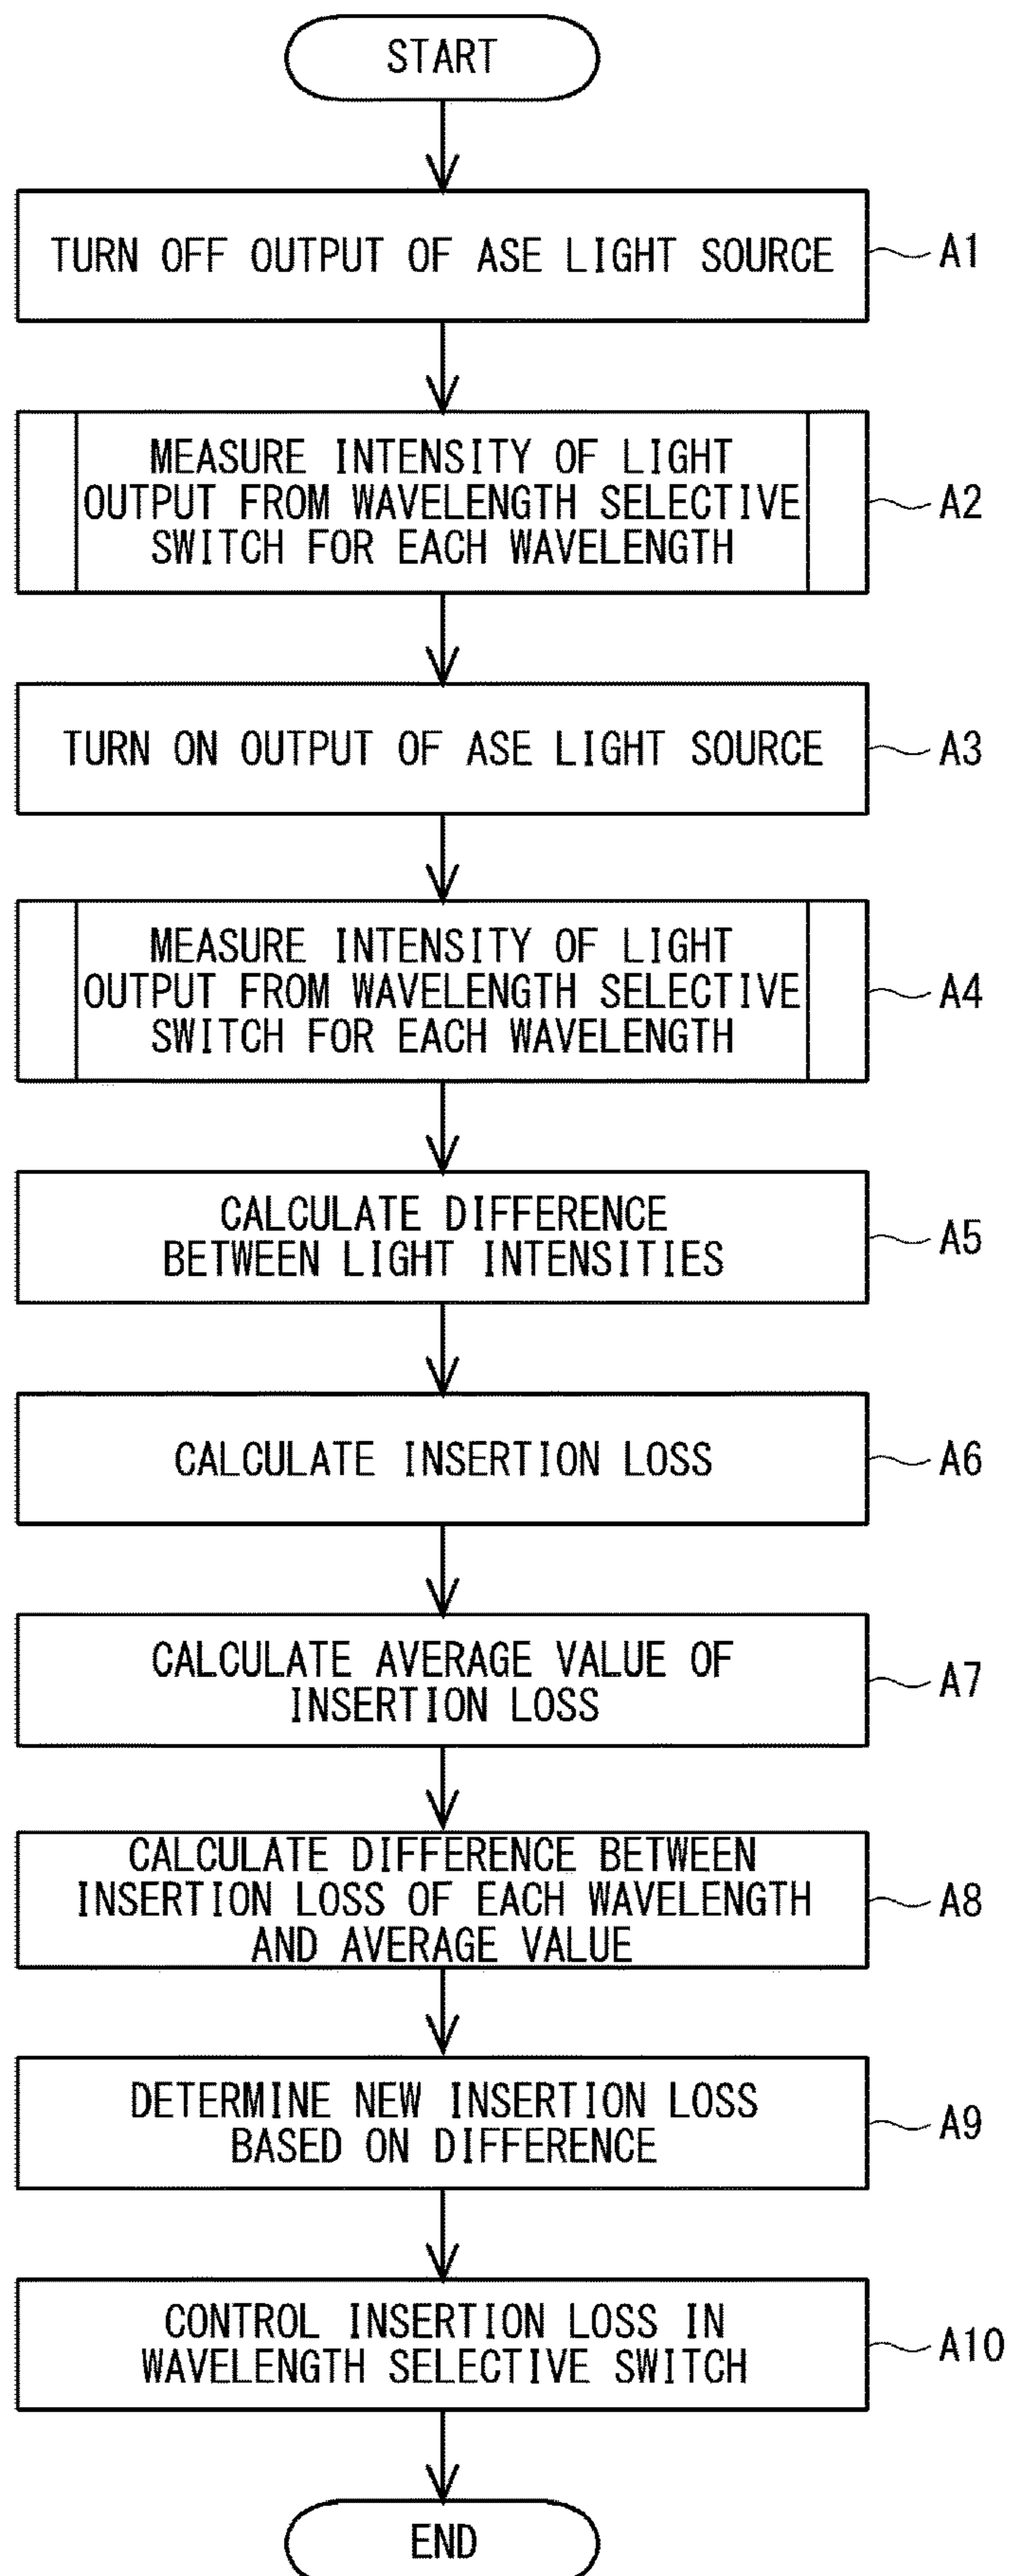 START
TURN OFF OUTPUT OF ASE LIGHT SOURCE
A1
MEASURE INTENSITY OF LIGHT
OUTPUT FROM WAVELENGTH SELECTIVE
SWITCH FOR EACH WAVELENGTH
A2
TURN ON OUTPUT OF ASE LIGHT SOURCE
A3
MEASURE INTENSITY OF LIGHT
OUTPUT FROM WAVELENGTH SELECTIVE
SWITCH FOR EACH WAVELENGTH
A4
CALCULATE DIFFERENCE
BETWEEN LIGHT INTENSITIES
A5
CALCULATE INSERTION LOSS
A6
CALCULATE AVERAGE VALUE OF
INSERTION LOSS
A7
CALCULATE DIFFERENCE BETWEEN
INSERTION LOSS OF EACH WAVELENGTH
AND AVERAGE VALUE
A8
DETERMINE NEW INSERTION LOSS
BASED ON DIFFERENCE
A9
CONTROL INSERTION LOSS IN
WAVELENGTH SELECTIVE SWITCH
A10
END